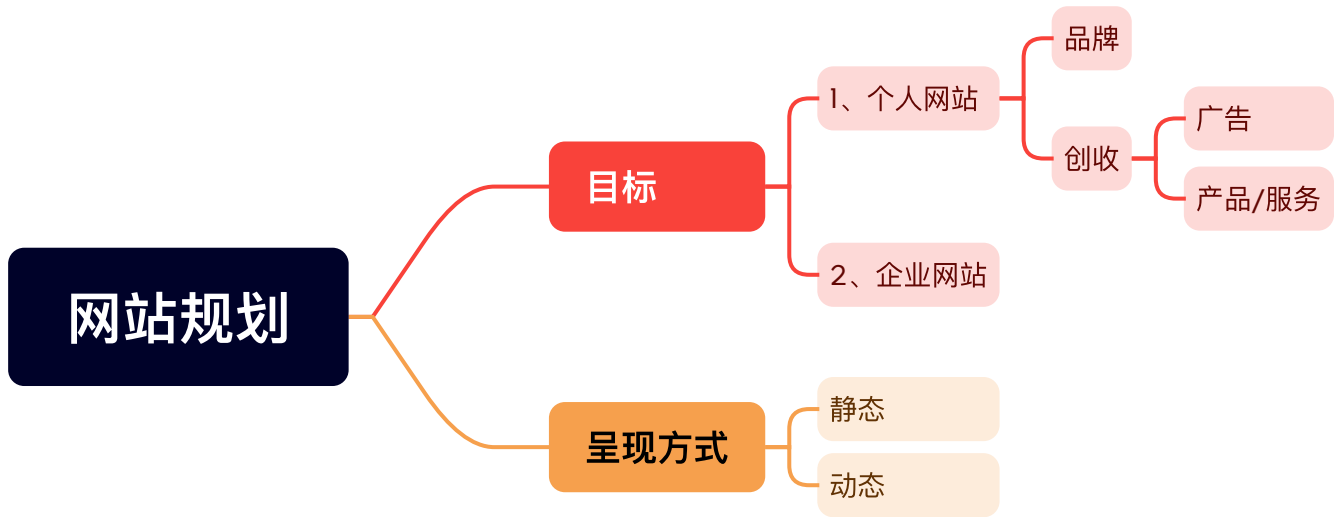 网站规划
目标
1、个人网站
品牌
创收
广告
产品/服务
2、企业网站
呈现方式
静态
动态